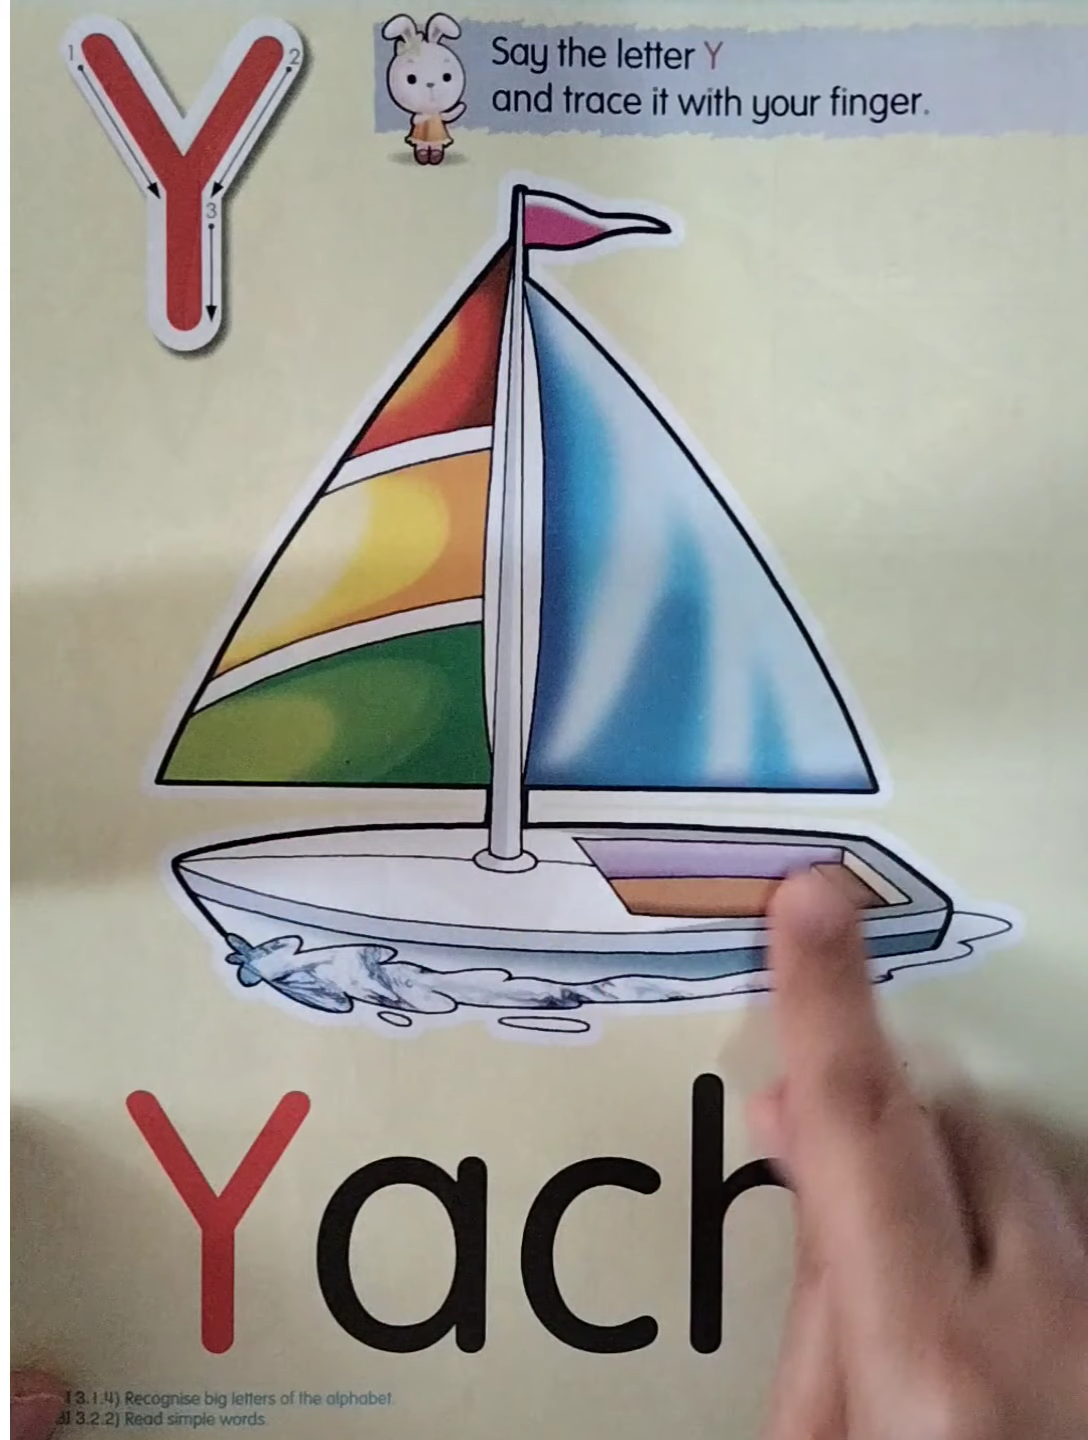 Y
1
2
3
Say the letter Y
and trace it with your finger.
Yach
3.1.4) Recognise big letters of the alphabet.
3.2.2) Read simple words.